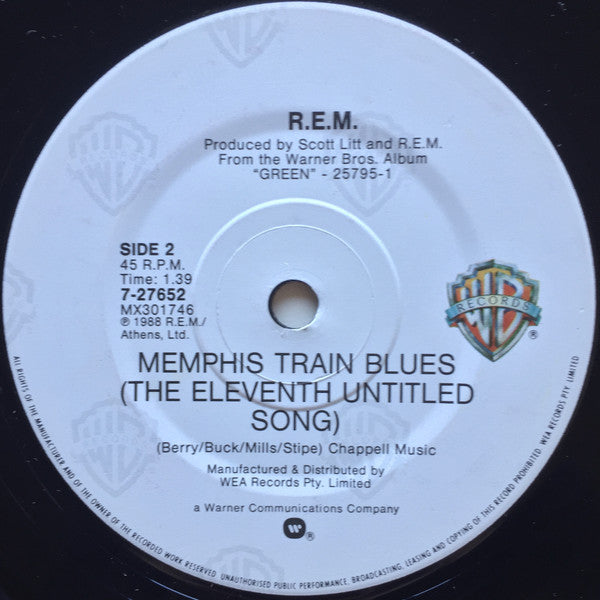 R.E.M.
Produced by Scott Litt and R.E.M.
From the Warner Bros. Album
"GREEN" - 25795-1
SIDE 2
45 R.P.M.
Time: 1.39
7-27652
MX301746
℗ 1988 R.E.M./
Athens, Ltd.
WB
RECORDS
®
MEMPHIS TRAIN BLUES
(THE ELEVENTH UNTITLED
SONG)
(Berry/Buck/Mills/Stipe) Chappell Music
Manufactured & Distributed by
WEA Records Pty. Limited
a Warner Communications Company
®
ALL RIGHTS OF THE MANUFACTURER AND OF THE OWNER OF THE RECORDED WORK RESERVED. UNAUTHORISED PUBLIC PERFORMANCE, BROADCASTING, LEASING AND COPYING OF THIS RECORD PROHIBITED. WEA RECORDS PTY. LIMITED